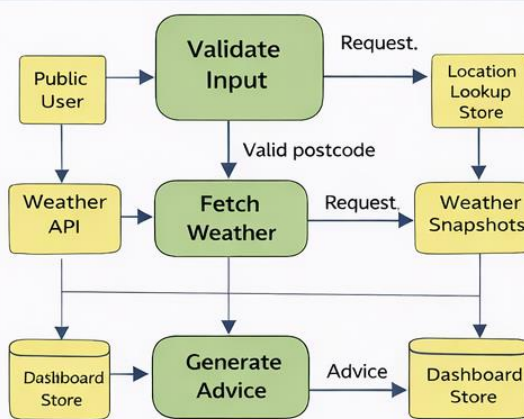 Validate
Input
Request.
Public
User
Location
Lookup
Store
Valid postcode
Weather
API
Fetch
Weather
Request.
Weather
Snapshots
Dashboard
Store
Generate
Advice
Advice
Dashboard
Store